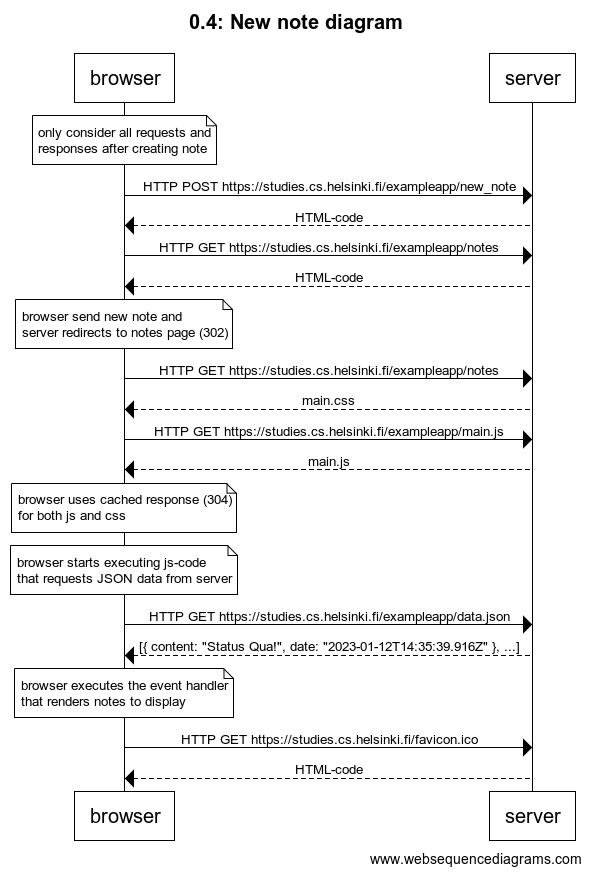 0.4: New note diagram
browser
server
only consider all requests and
responses after creating note
HTTP POST https://studies.cs.helsinki.fi/exampleapp/new_note
HTML-code
HTTP GET https://studies.cs.helsinki.fi/exampleapp/notes
HTML-code
browser send new note and
server redirects to notes page (302)
HTTP GET https://studies.cs.helsinki.fi/exampleapp/notes
main.css
HTTP GET https://studies.cs.helsinki.fi/exampleapp/main.js
main.js
browser uses cached response (304)
for both js and css
browser starts executing js-code
that requests JSON data from server
HTTP GET https://studies.cs.helsinki.fi/exampleapp/data.json
[{ content: "Status Qua!", date: "2023-01-12T14:35:39.916Z" }, ...]
browser executes the event handler
that renders notes to display
HTTP GET https://studies.cs.helsinki.fi/favicon.ico
HTML-code
browser
server
www.websequencediagrams.com